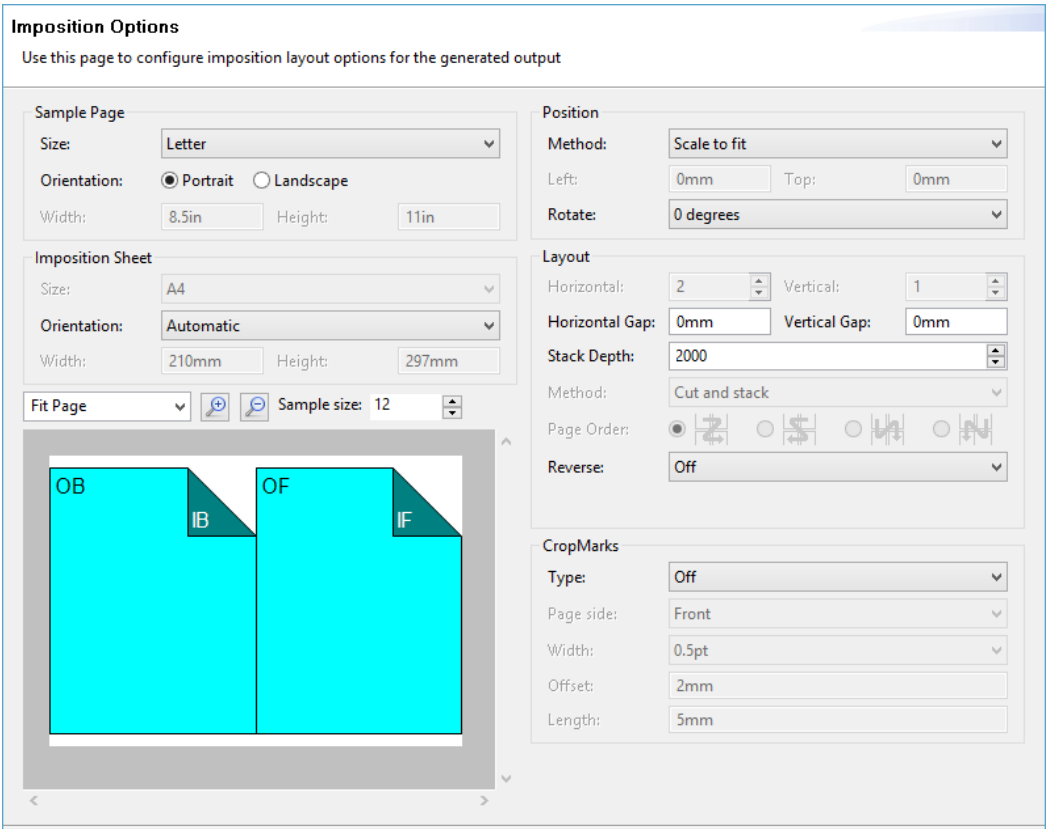 Imposition Options
Use this page to configure imposition layout options for the generated output
Sample Page
Size: Letter
Orientation: Portrait Landscape
Width: 8.5in Height: 11in
Imposition Sheet
Size: A4
Orientation: Automatic
Width: 210mm Height: 297mm
Fit Page Sample size: 12
OB OF
IB IF
Position
Method: Scale to fit
Left: 0mm Top: 0mm
Rotate: 0 degrees
Layout
Horizontal: 2 Vertical: 1
Horizontal Gap: 0mm Vertical Gap: 0mm
Stack Depth: 2000
Method: Cut and stack
Page Order:
Reverse: Off
CropMarks
Type: Off
Page side: Front
Width: 0.5pt
Offset: 2mm
Length: 5mm